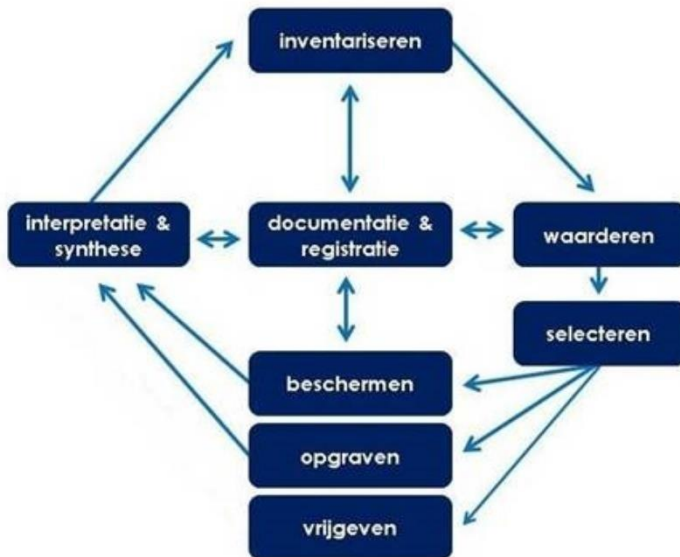 inventariseren
interpretatie &
synthese
documentatie &
registratie
waarderen
selecteren
beschermen
opgraven
vrijgeven